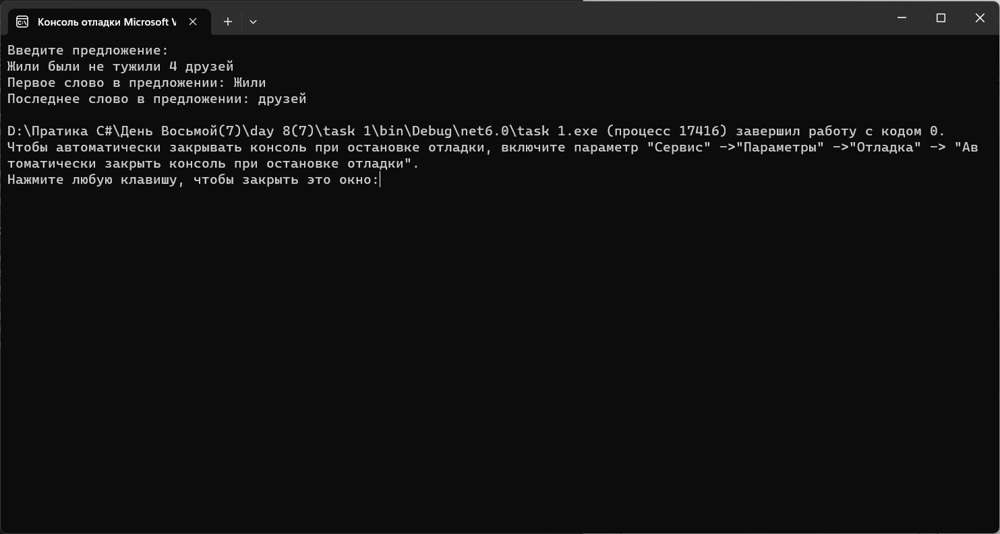 Консоль отладки Microsoft V
Введите предложение:
Жили были не тужили 4 друзей
Первое слово в предложении: Жили
Последнее слово в предложении: друзей
D:\Пратика C#\День Восьмой(7)\day 8(7)\task 1\bin\Debug\net6.0\task 1.exe (процесс 17416) завершил работу с кодом 0.
Чтобы автоматически закрывать консоль при остановке отладки, включите параметр "Сервис" ->"Параметры" ->"Отладка" -> "Ав
томатически закрыть консоль при остановке отладки".
Нажмите любую клавишу, чтобы закрыть это окно: